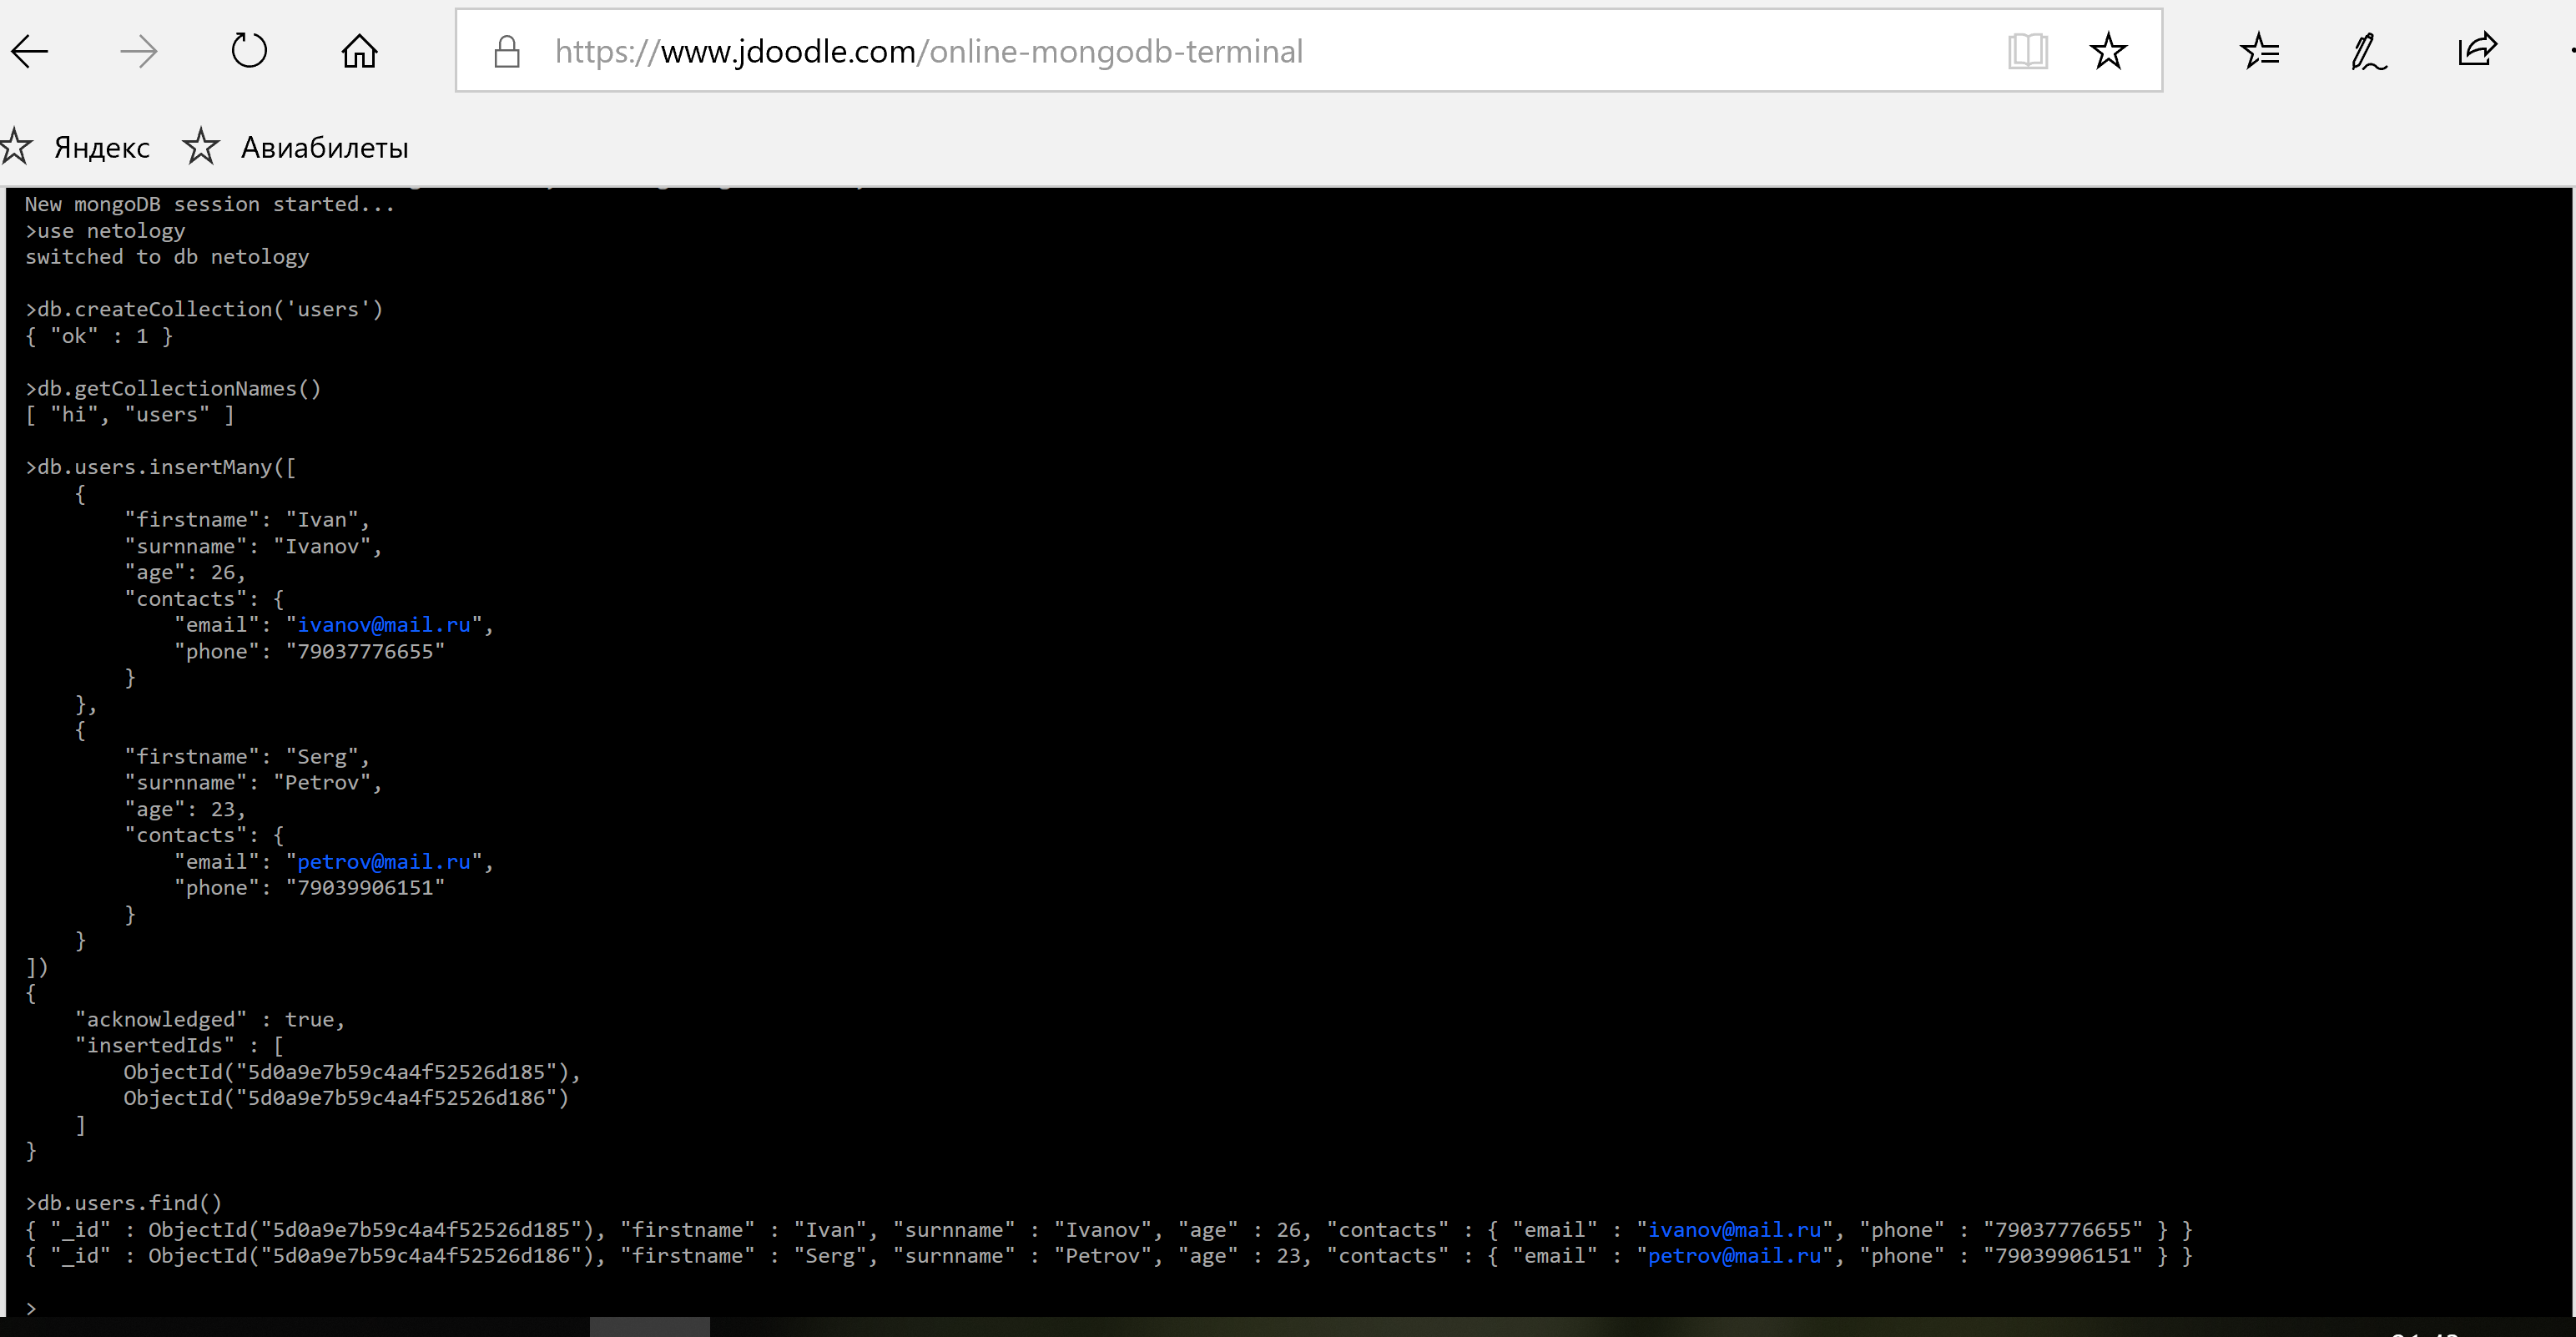 https://www.jdoodle.com/online-mongodb-terminal
Яндекс Авиабилеты
New mongoDB session started...
>use netology
switched to db netology
>db.createCollection('users')
{ "ok" : 1 }
>db.getCollectionNames()
[ "hi", "users" ]
>db.users.insertMany([
    {
        "firstname": "Ivan",
        "surnname": "Ivanov",
        "age": 26,
        "contacts": {
            "email": "ivanov@mail.ru",
            "phone": "79037776655"
        }
    },
    {
        "firstname": "Serg",
        "surnname": "Petrov",
        "age": 23,
        "contacts": {
            "email": "petrov@mail.ru",
            "phone": "79039906151"
        }
    }
])
{
    "acknowledged" : true,
    "insertedIds" : [
        ObjectId("5d0a9e7b59c4a4f52526d185"),
        ObjectId("5d0a9e7b59c4a4f52526d186")
    ]
}
>db.users.find()
{ "_id" : ObjectId("5d0a9e7b59c4a4f52526d185"), "firstname" : "Ivan", "surnname" : "Ivanov", "age" : 26, "contacts" : { "email" : "ivanov@mail.ru", "phone" : "79037776655" } }
{ "_id" : ObjectId("5d0a9e7b59c4a4f52526d186"), "firstname" : "Serg", "surnname" : "Petrov", "age" : 23, "contacts" : { "email" : "petrov@mail.ru", "phone" : "79039906151" } }
>